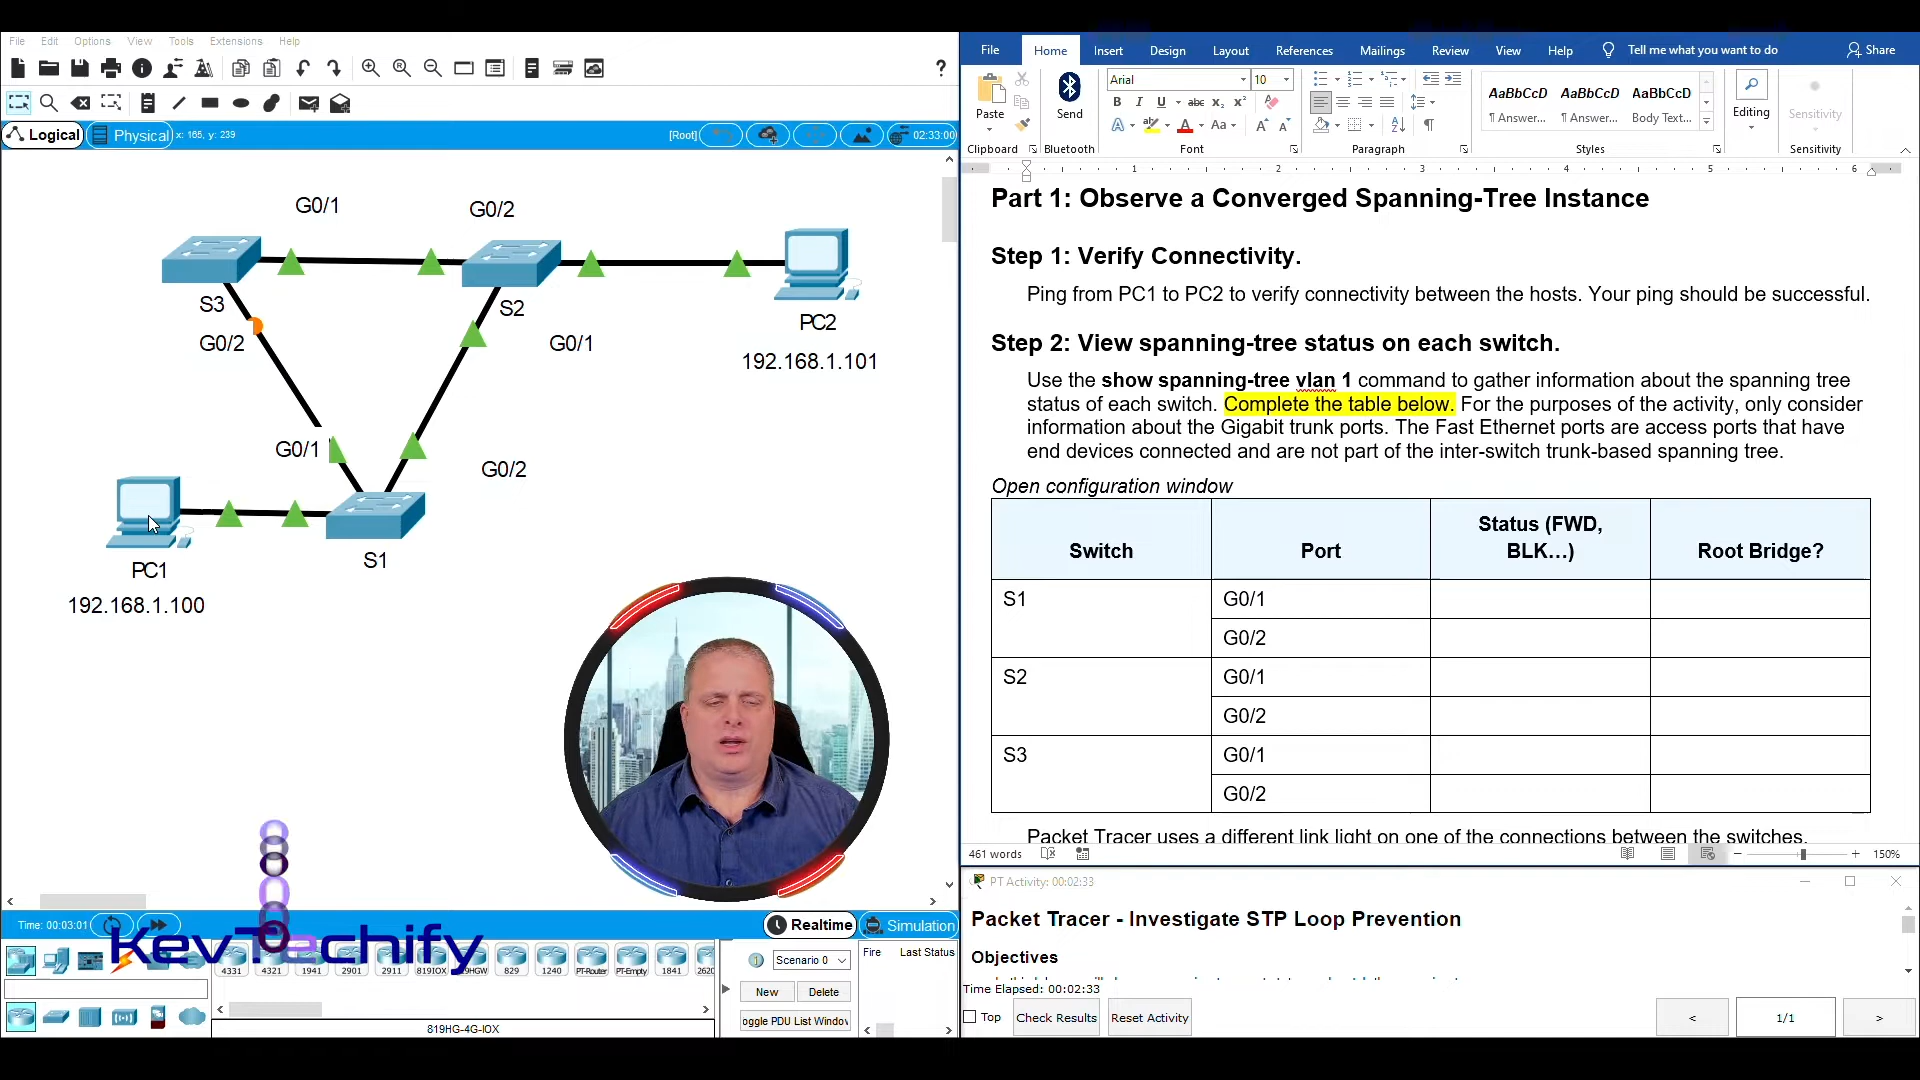 File Edit Options View Tools Extensions Help
?
Logical Physical x: 165, y: 239 [Root] 02:33:00
G0/1
G0/2
S3
S2
G0/2
G0/1
PC2
192.168.1.101
G0/1
G0/2
S1
PC1
192.168.1.100
Time: 00:03:01
Realtime Simulation
KevTechify
4331 4321 1941 2901 2911 819IOX 829 1240 PT-Router PT-Empty 1841
819HG-4G-IOX
Scenario 0
New Delete
Fire Last Status
File Home Insert Design Layout References Mailings Review View Help Tell me what you want to do Share
Paste
Send
Arial 10
B I U abc x₂ x²
A Aa A A
AaBbCcD AaBbCcD AaBbCcD
¶ Answer... ¶ Answer... Body Text...
Editing
Sensitivity
Clipboard Bluetooth Font Paragraph Styles Sensitivity
1 2 3 4 5 6
Part 1: Observe a Converged Spanning-Tree Instance
Step 1: Verify Connectivity.
Ping from PC1 to PC2 to verify connectivity between the hosts. Your ping should be successful.
Step 2: View spanning-tree status on each switch.
Use the show spanning-tree vlan 1 command to gather information about the spanning tree
status of each switch. Complete the table below. For the purposes of the activity, only consider
information about the Gigabit trunk ports. The Fast Ethernet ports are access ports that have
end devices connected and are not part of the inter-switch trunk-based spanning tree.
Open configuration window
Switch Port Status (FWD, BLK…) Root Bridge?
S1 G0/1
G0/2
S2 G0/1
G0/2
S3 G0/1
G0/2
Packet Tracer uses a different link light on one of the connections between the switches.
461 words 150%
PT Activity: 00:02:33
Packet Tracer - Investigate STP Loop Prevention
Objectives
Time Elapsed: 00:02:33
Top Check Results Reset Activity < 1/1 >